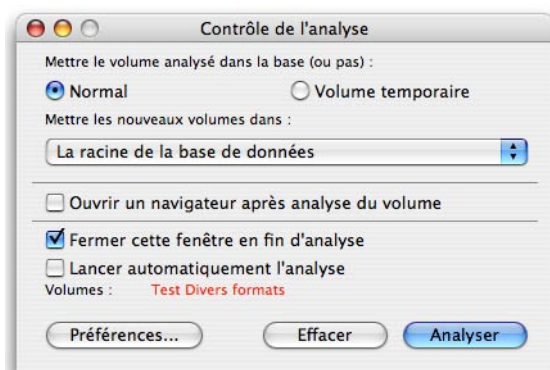 Contrôle de l'analyse
Mettre le volume analysé dans la base (ou pas) :
Normal Volume temporaire
Mettre les nouveaux volumes dans :
La racine de la base de données
Ouvrir un navigateur après analyse du volume
Fermer cette fenêtre en fin d'analyse
Lancer automatiquement l'analyse
Volumes : Test Divers formats
Préférences... Effacer Analyser